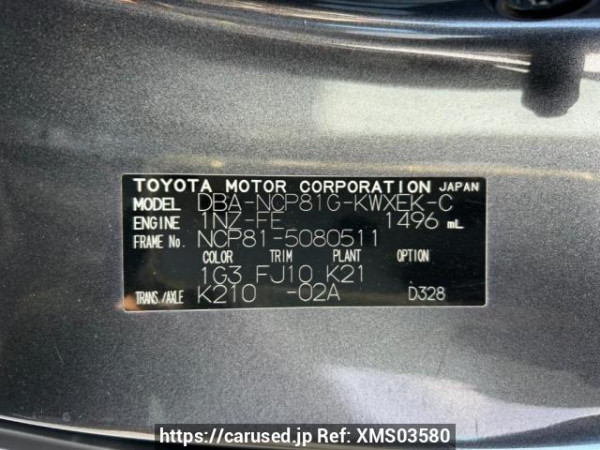 TOYOTA MOTOR CORPORATION JAPAN
MODEL DBA-NCP81G-KWXEK-C
ENGINE 1NZ-FE 1496 mL
FRAME No. NCP81-5080511
COLOR TRIM PLANT OPTION
1G3 FJ10 K21
TRANS./AXLE K210 -02A D328
https://carused.jp Ref: XMS03580